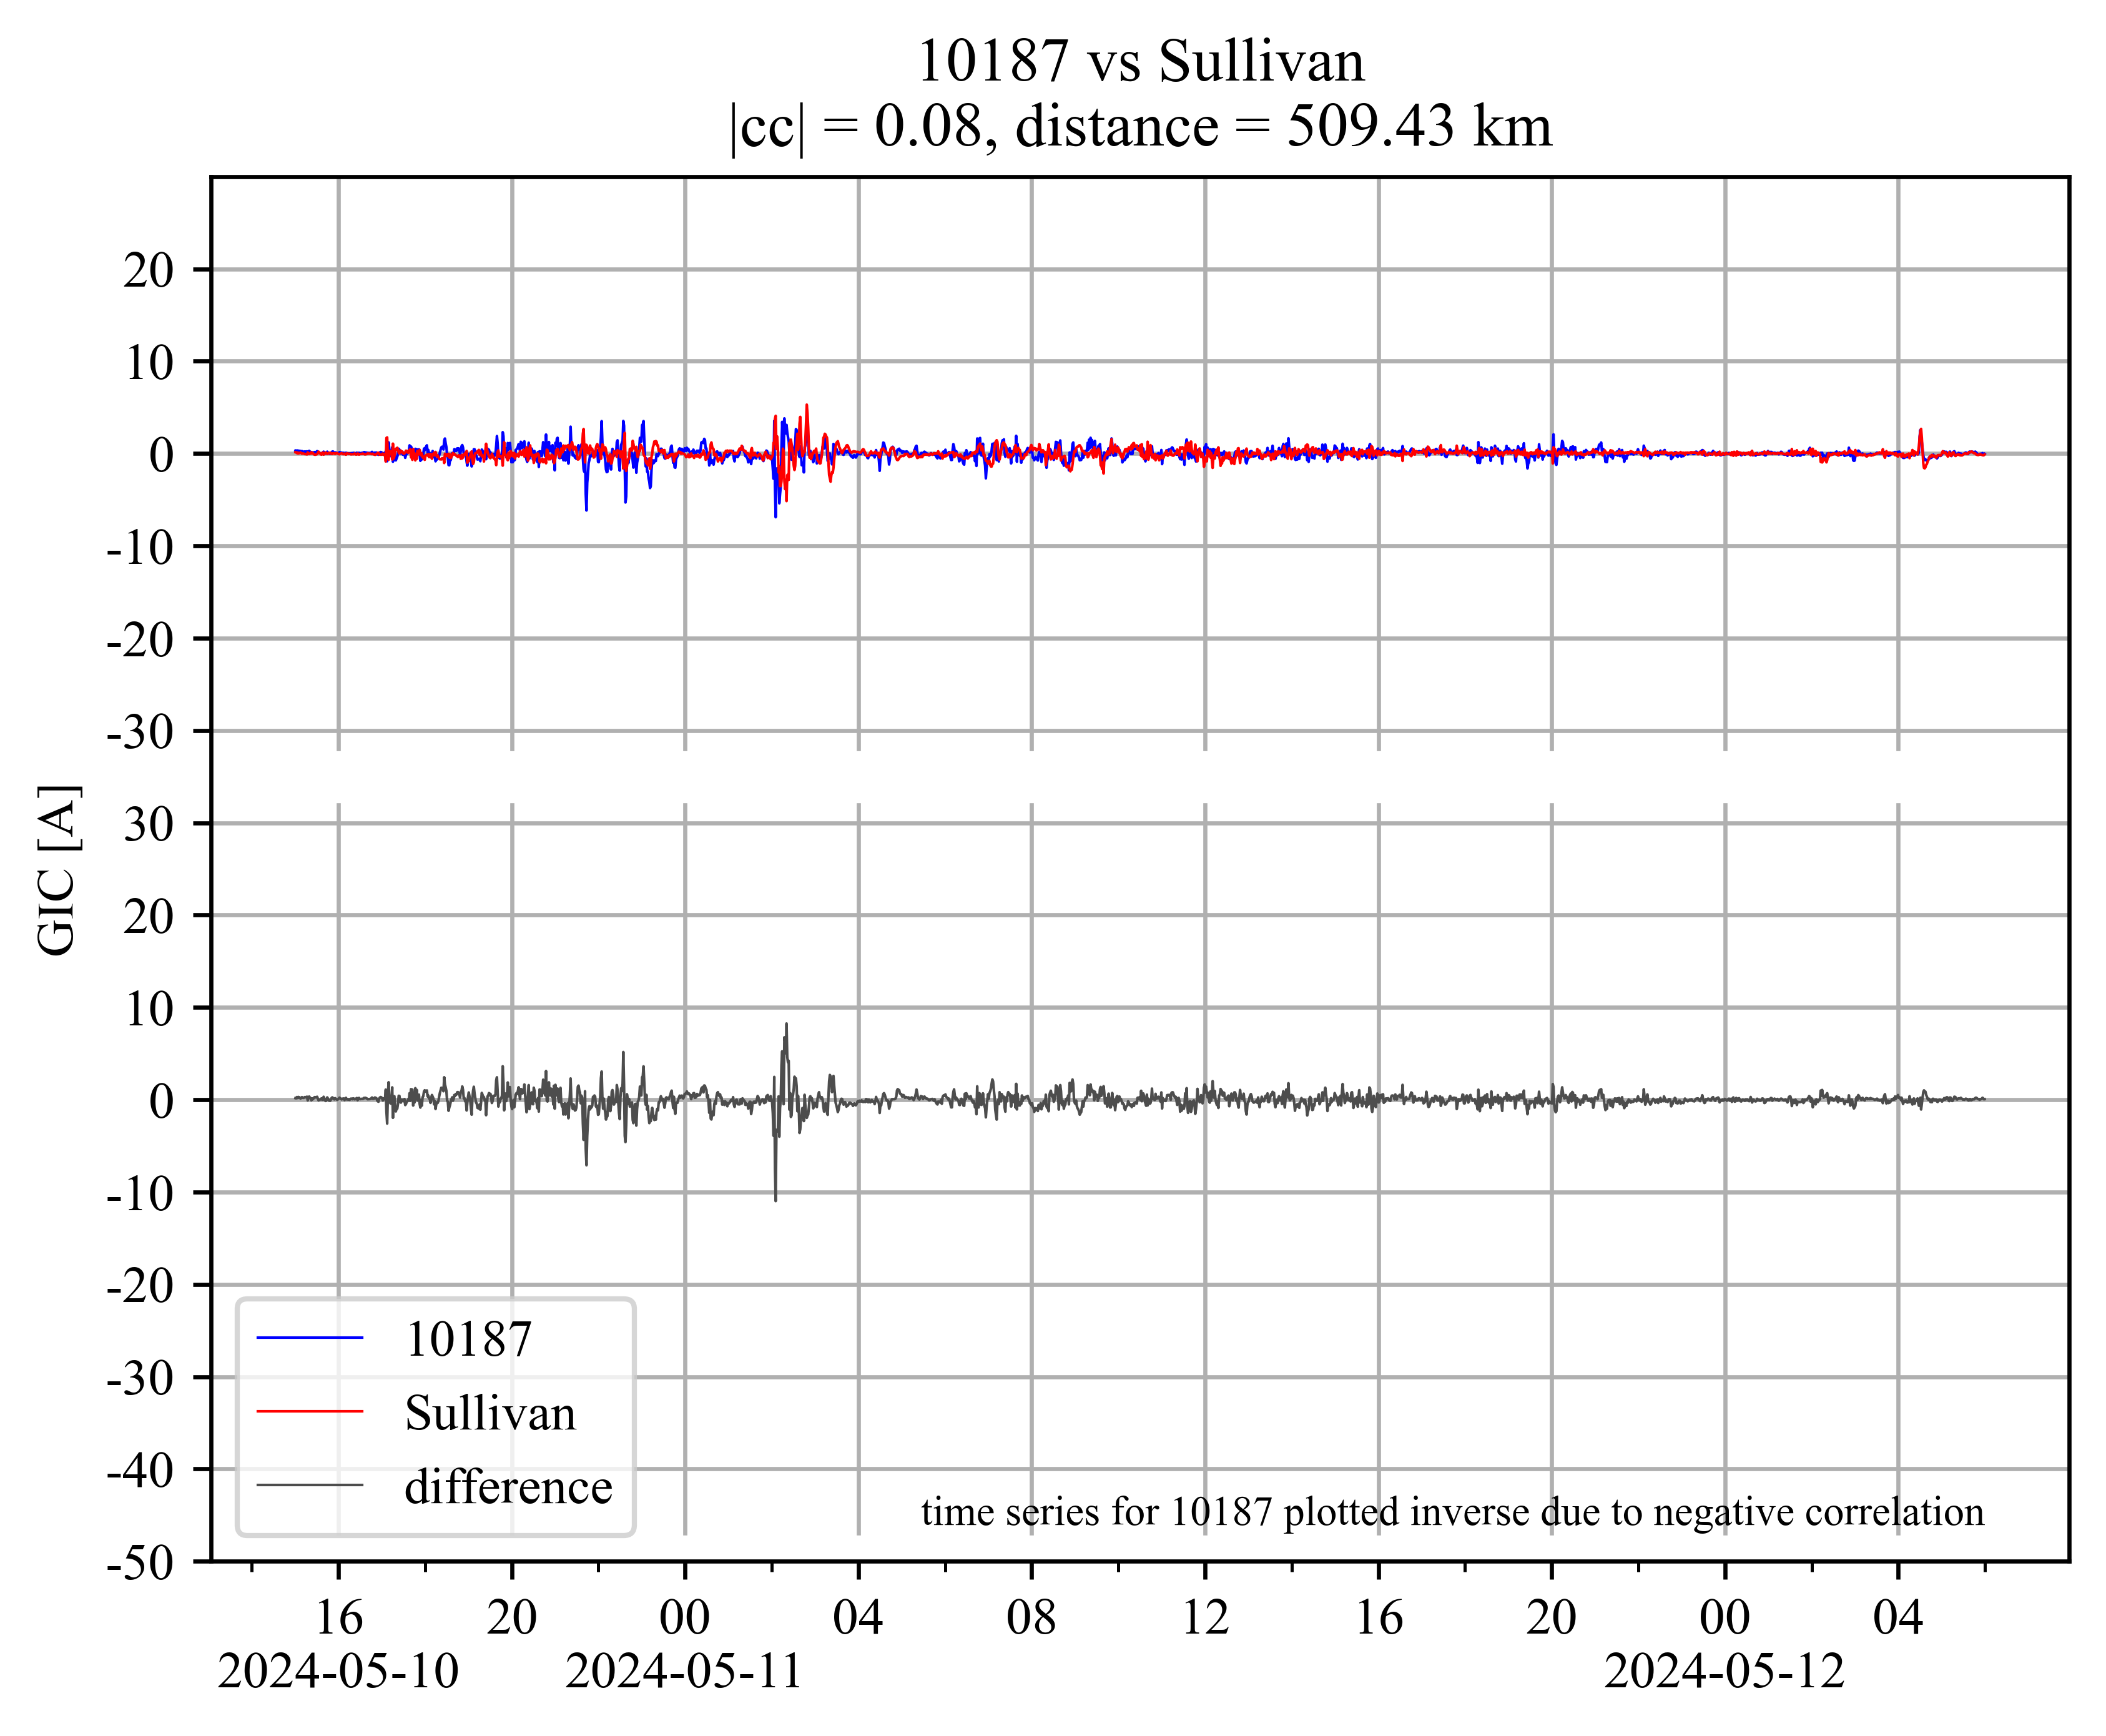 10187 vs Sullivan
|cc| = 0.08, distance = 509.43 km
GIC [A]
20
10
0
-10
-20
-30
30
20
10
0
-10
-20
-30
-40
-50
10187
Sullivan
difference
time series for 10187 plotted inverse due to negative correlation
16 20 00 04 08 12 16 20 00 04
2024-05-10 2024-05-11 2024-05-12